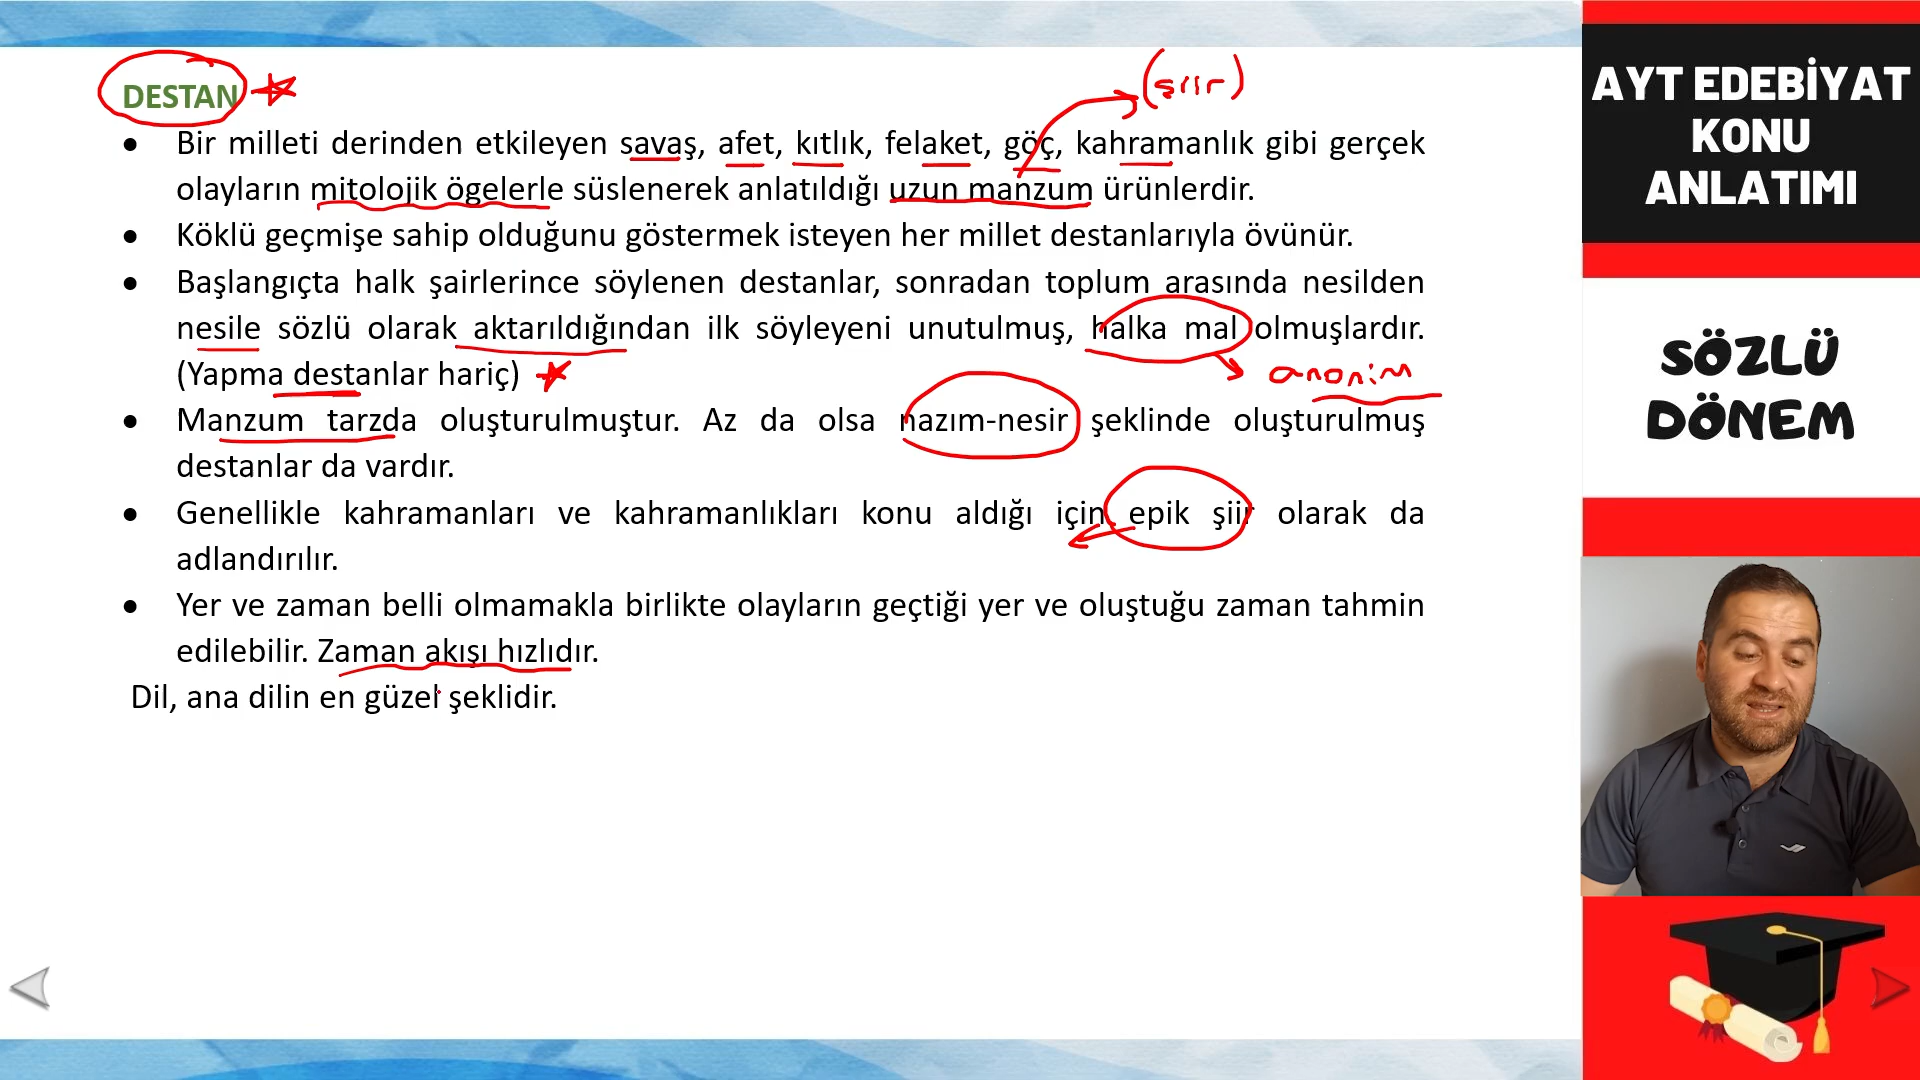 DESTAN
(şiir)
• Bir milleti derinden etkileyen savaş, afet, kıtlık, felaket, göç, kahramanlık gibi gerçek
olayların mitolojik ögelerle süslenerek anlatıldığı uzun manzum ürünlerdir.
• Köklü geçmişe sahip olduğunu göstermek isteyen her millet destanlarıyla övünür.
• Başlangıçta halk şairlerince söylenen destanlar, sonradan toplum arasında nesilden
nesile sözlü olarak aktarıldığından ilk söyleyeni unutulmuş, halka mal olmuşlardır.
(Yapma destanlar hariç)
anonim
• Manzum tarzda oluşturulmuştur. Az da olsa nazım-nesir şeklinde oluşturulmuş
destanlar da vardır.
• Genellikle kahramanları ve kahramanlıkları konu aldığı için epik şiir olarak da
adlandırılır.
• Yer ve zaman belli olmamakla birlikte olayların geçtiği yer ve oluştuğu zaman tahmin
edilebilir. Zaman akışı hızlıdır.
Dil, ana dilin en güzel şeklidir.
AYT EDEBİYAT
KONU
ANLATIMI
SÖZLÜ
DÖNEM